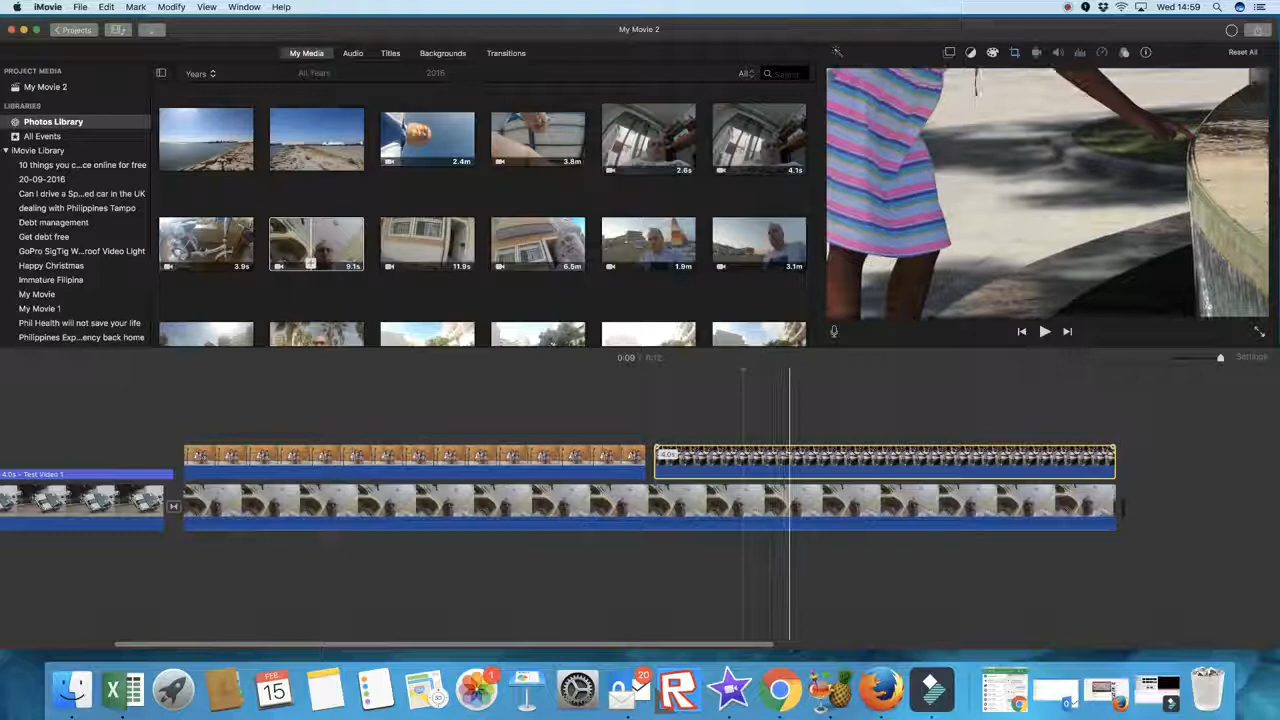 iMovie File Edit Mark Modify View Window Help Wed 14:59
Projects My Movie 2
My Media Audio Titles Backgrounds Transitions Reset All
PROJECT MEDIA
My Movie 2
LIBRARIES
Photos Library
All Events
iMovie Library
10 things you c...ce online for free
20-09-2016
Can I drive a Sp...ed car in the UK
dealing with Philippines Tampo
Debt management
Get debt free
GoPro SigTig W...roof Video Light
Happy Christmas
Immature Filipina
My Movie
My Movie 1
Phil Health will not save your life
Philippines Exp...ency back home
Years All Years 2016 All Search
2.4m 3.8m 2.6s 4.1s
3.9s 9.1s 11.9s 6.5m 1.9m 3.1m
0:09 Settings
4.0s
4.0s - Test Video 1
FEB 15
1
20